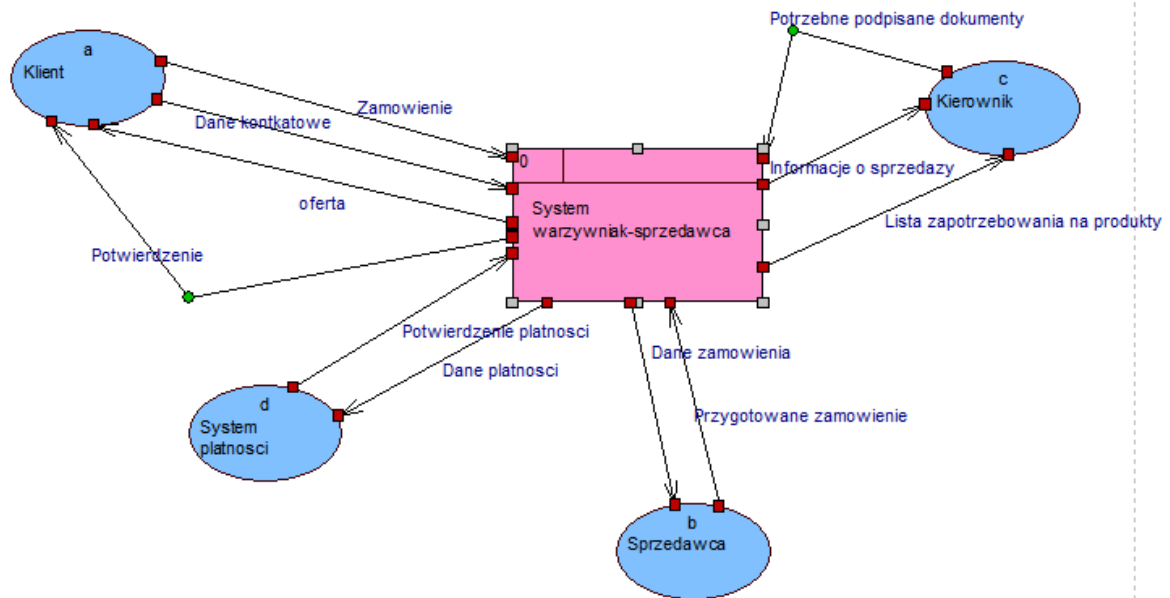 Potrzebne podpisane dokumenty
a
Klient
c
Kierownik
Zamowienie
Dane kontkatowe
0
Informacje o sprzedazy
oferta
System
warzywniak-sprzedawca
Lista zapotrzebowania na produkty
Potwierdzenie
Potwierdzenie platnosci
Dane zamowienia
Dane platnosci
d
System
platnosci
Przygotowane zamowienie
b
Sprzedawca